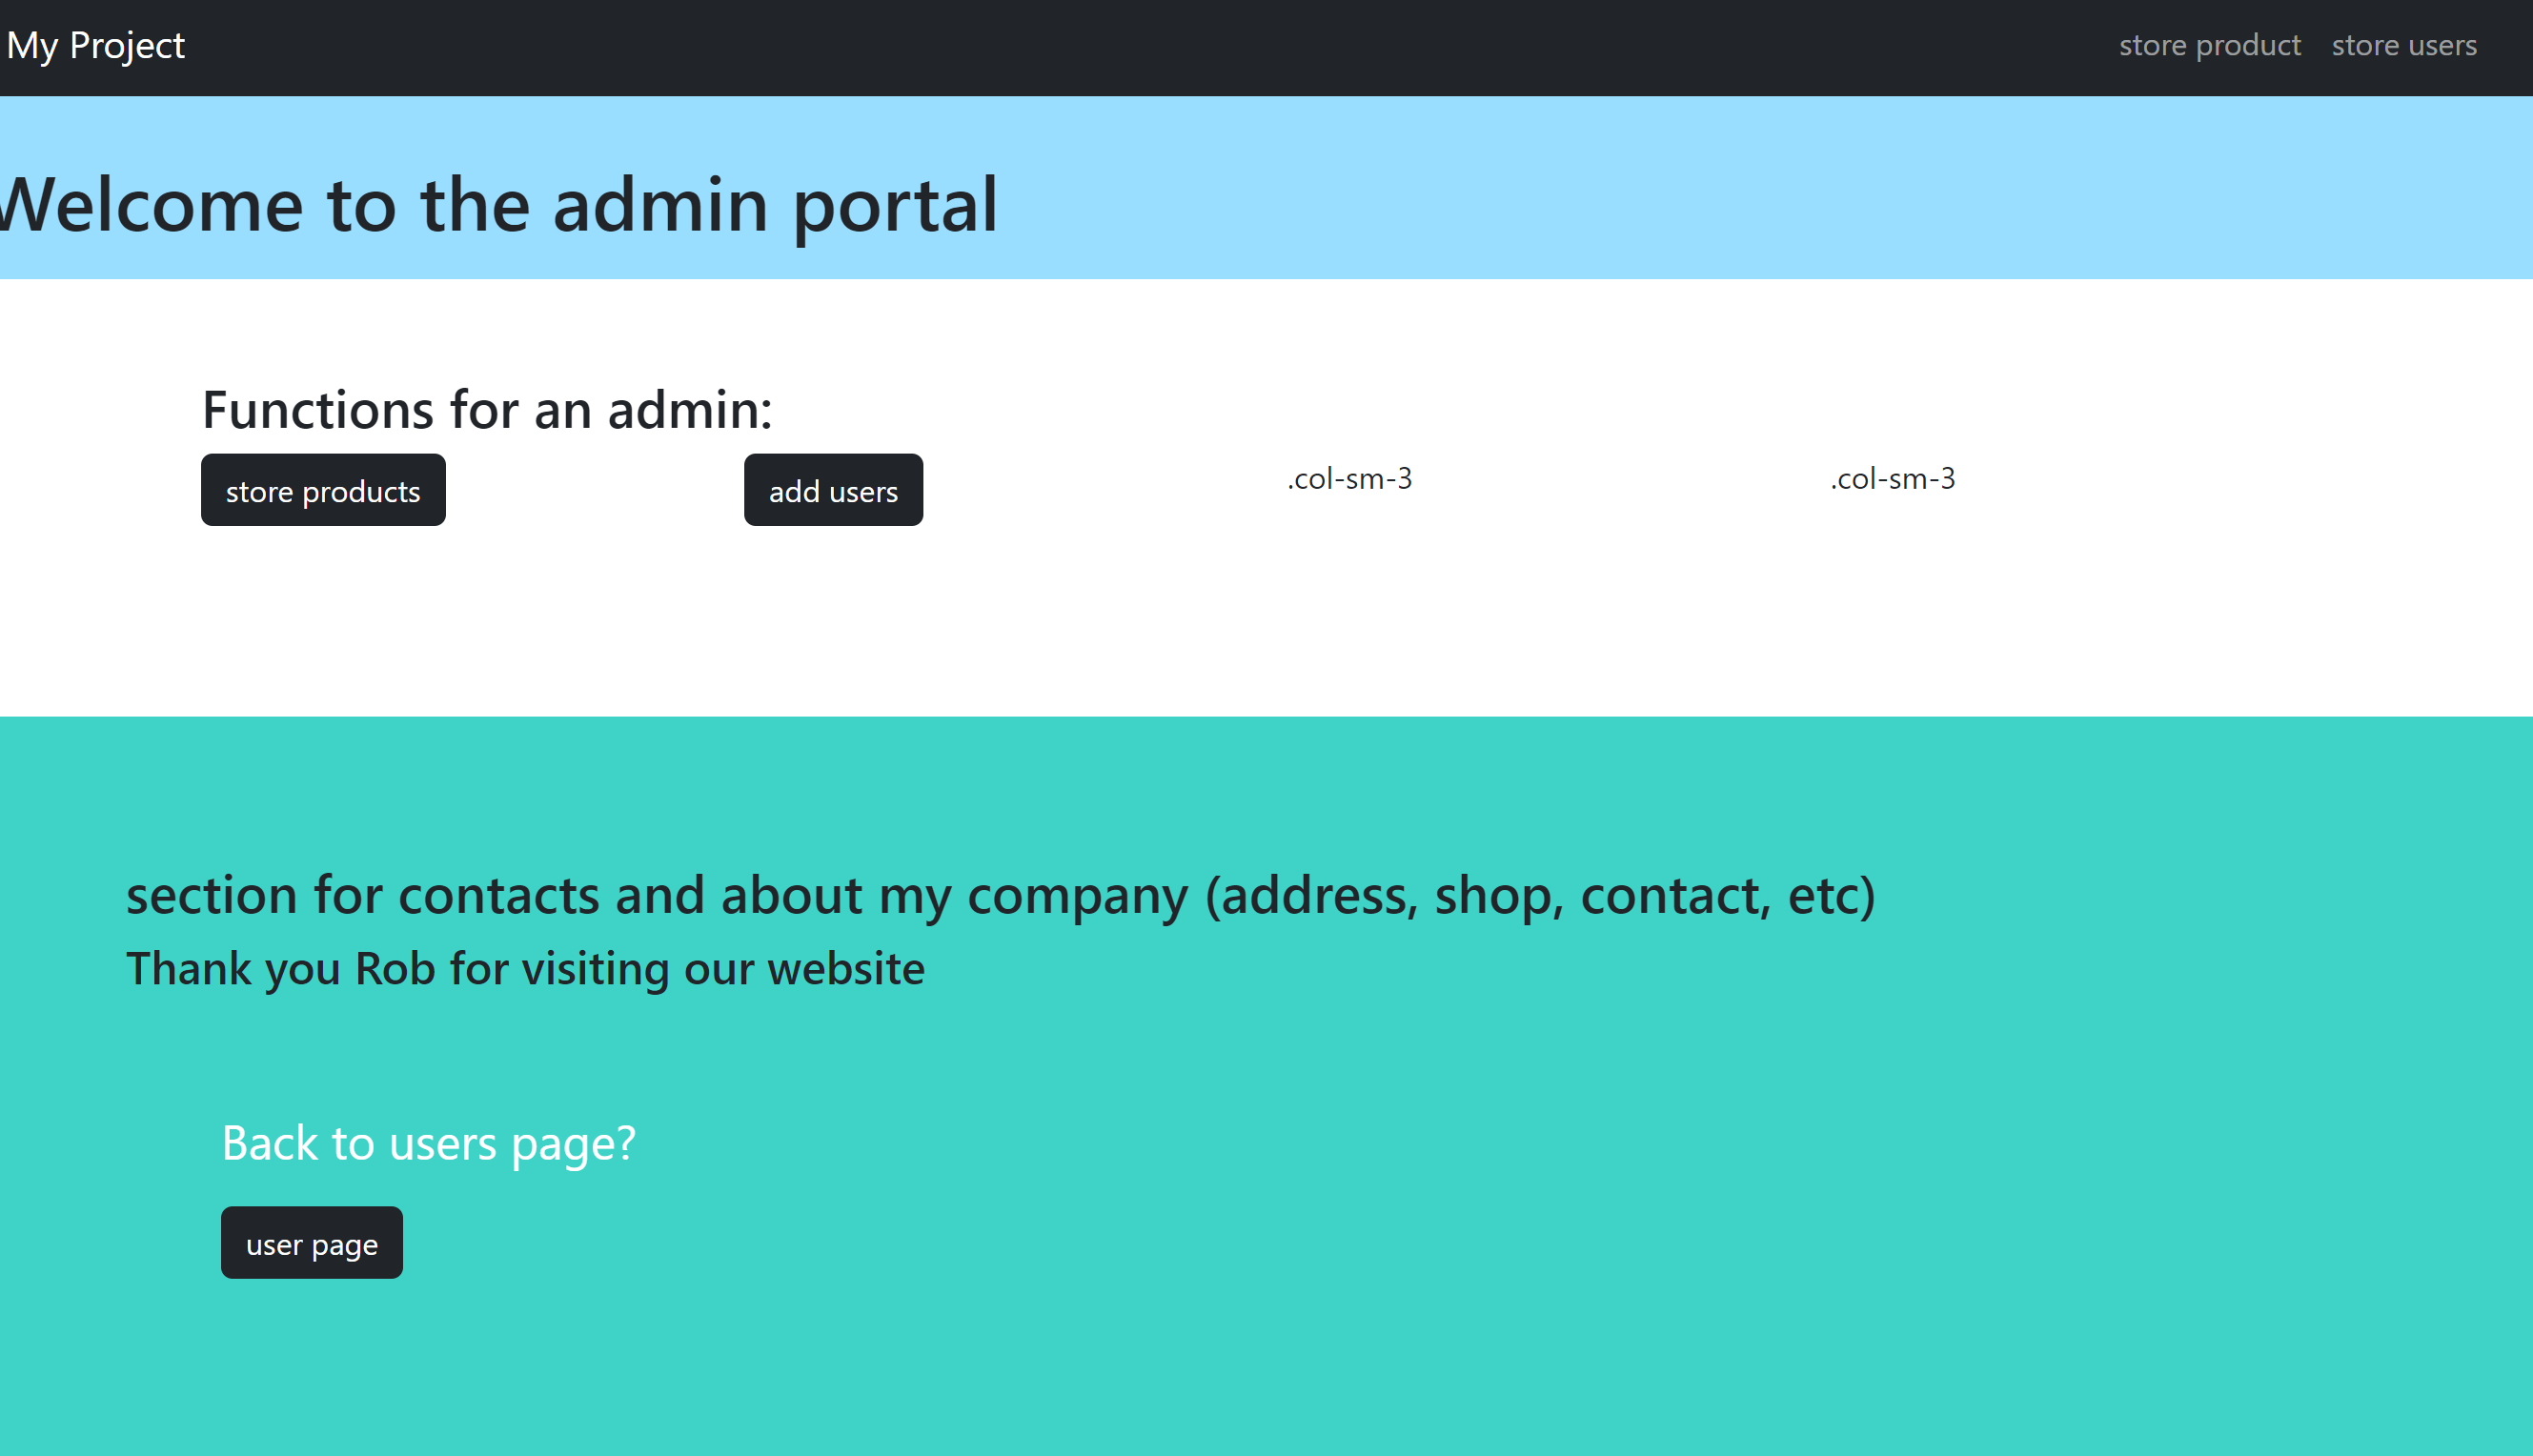 My Project store product store users
Welcome to the admin portal
Functions for an admin:
store products add users .col-sm-3 .col-sm-3
section for contacts and about my company (address, shop, contact, etc)
Thank you Rob for visiting our website
Back to users page?
user page